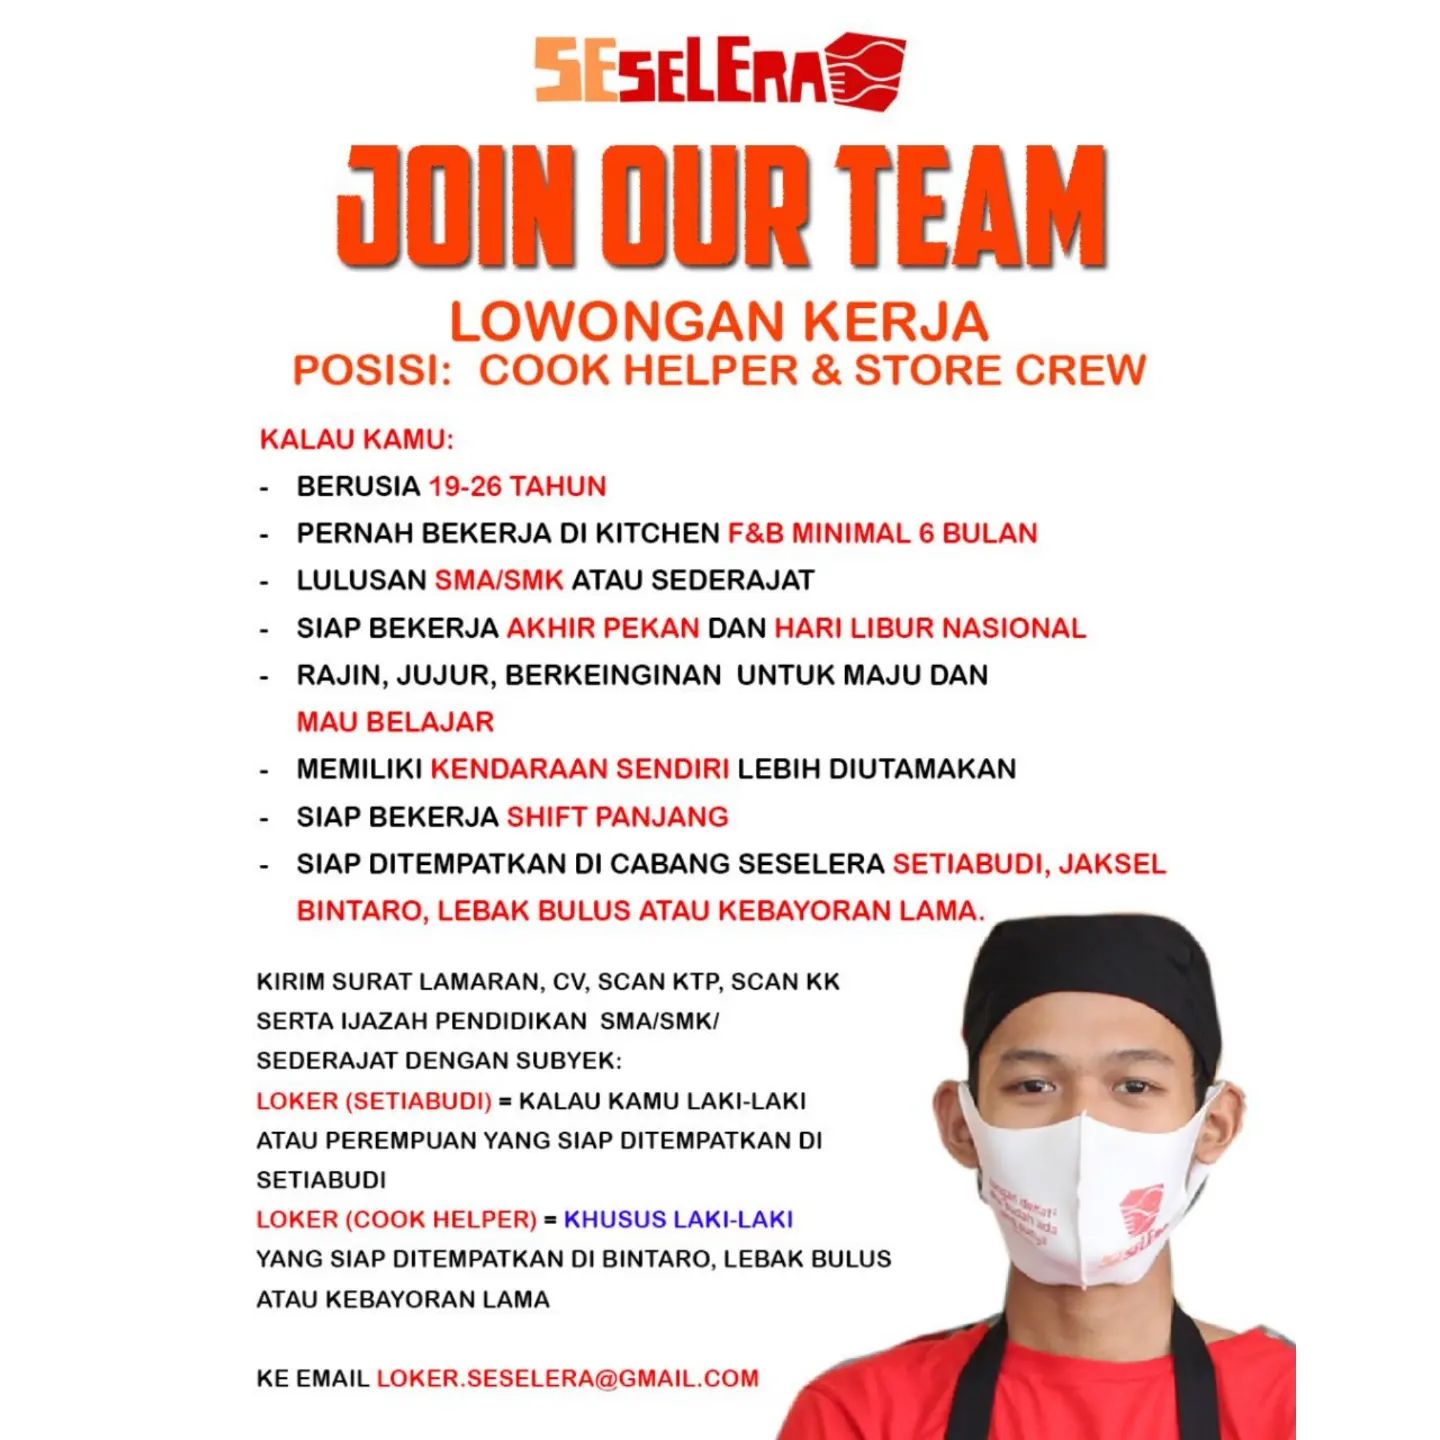 SESELERA
JOIN OUR TEAM
LOWONGAN KERJA
POSISI: COOK HELPER & STORE CREW
KALAU KAMU:
- BERUSIA 19-26 TAHUN
- PERNAH BEKERJA DI KITCHEN F&B MINIMAL 6 BULAN
- LULUSAN SMA/SMK ATAU SEDERAJAT
- SIAP BEKERJA AKHIR PEKAN DAN HARI LIBUR NASIONAL
- RAJIN, JUJUR, BERKEINGINAN UNTUK MAJU DAN
MAU BELAJAR
- MEMILIKI KENDARAAN SENDIRI LEBIH DIUTAMAKAN
- SIAP BEKERJA SHIFT PANJANG
- SIAP DITEMPATKAN DI CABANG SESELERA SETIABUDI, JAKSEL
BINTARO, LEBAK BULUS ATAU KEBAYORAN LAMA.
KIRIM SURAT LAMARAN, CV, SCAN KTP, SCAN KK
SERTA IJAZAH PENDIDIKAN SMA/SMK/
SEDERAJAT DENGAN SUBYEK:
LOKER (SETIABUDI) = KALAU KAMU LAKI-LAKI
ATAU PEREMPUAN YANG SIAP DITEMPATKAN DI
SETIABUDI
LOKER (COOK HELPER) = KHUSUS LAKI-LAKI
YANG SIAP DITEMPATKAN DI BINTARO, LEBAK BULUS
ATAU KEBAYORAN LAMA
KE EMAIL LOKER.SESELERA@GMAIL.COM
SESELERA